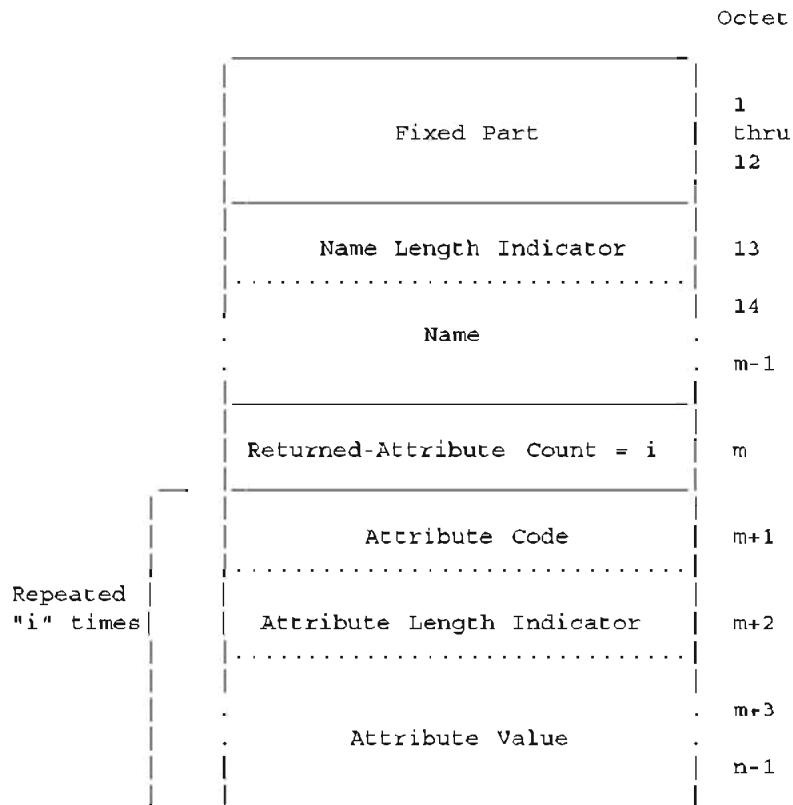 Octet
1
Fixed Part thru
12
Name Length Indicator 13
14
Name
m-1
Returned-Attribute Count = i m
Attribute Code m+1
Repeated
"i" times Attribute Length Indicator m+2
m+3
Attribute Value
n-1